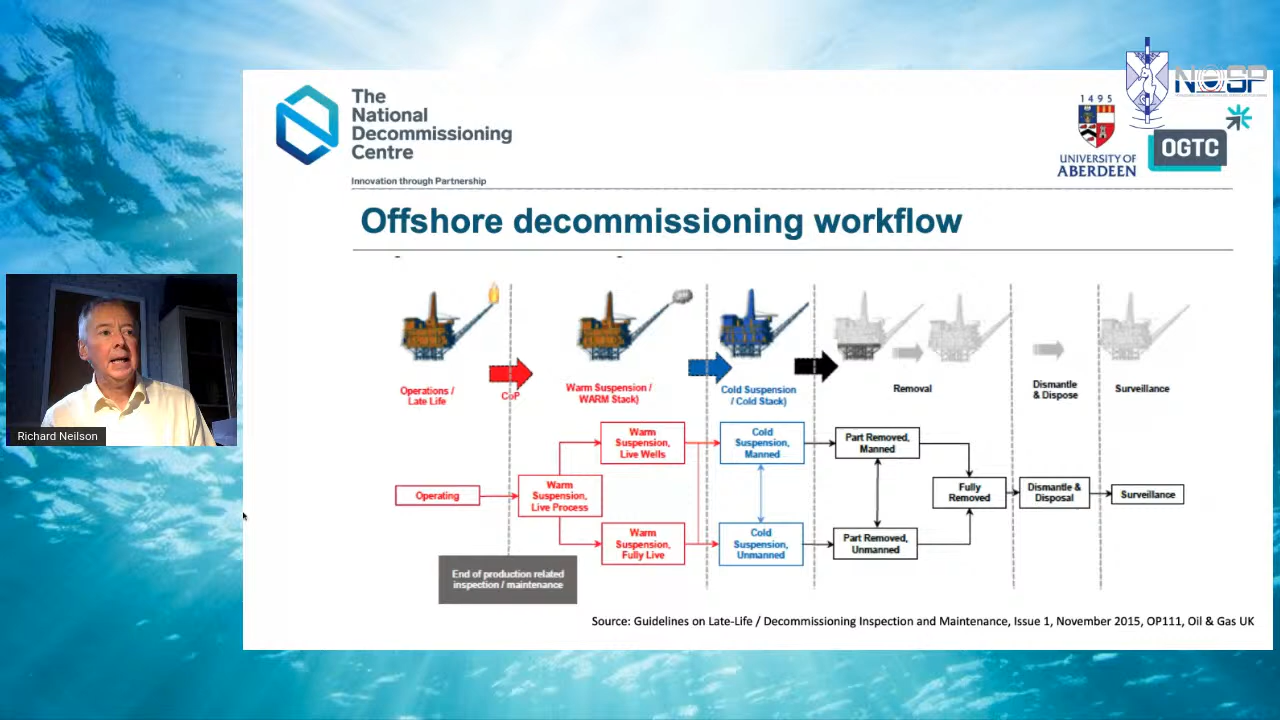 The
National
Decommissioning
Centre
Innovation through Partnership
1495
UNIVERSITY OF
ABERDEEN
OGTC
Offshore decommissioning workflow
Operations /
Late Life
CoP
Warm Suspension /
WARM Stack)
Cold Suspension
/ Cold Stack)
Removal
Dismantle
& Dispose
Surveillance
Warm
Suspension,
Live Wells
Cold
Suspension,
Manned
Part Removed,
Manned
Operating
Warm
Suspension,
Live Process
Fully
Removed
Dismantle &
Disposal
Surveillance
Warm
Suspension,
Fully Live
Cold
Suspension,
Unmanned
Part Removed,
Unmanned
End of production related
inspection / maintenance
Source: Guidelines on Late-Life / Decommissioning Inspection and Maintenance, Issue 1, November 2015, OP111, Oil & Gas UK
Richard Neilson